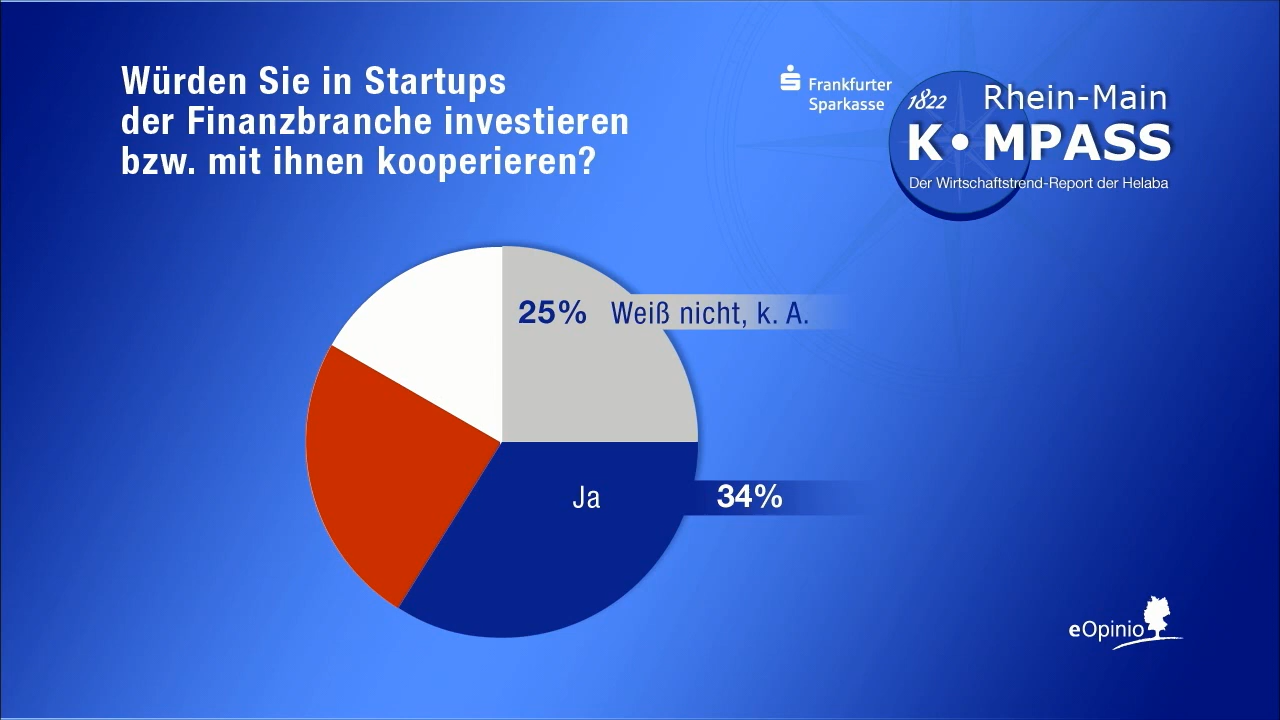 Würden Sie in Startups
der Finanzbranche investieren
bzw. mit ihnen kooperieren?
Frankfurter
Sparkasse
1822
Rhein-Main
K•MPASS
Der Wirtschaftstrend-Report der Helaba
25% Weiß nicht, k. A.
Ja 34%
eOpinio